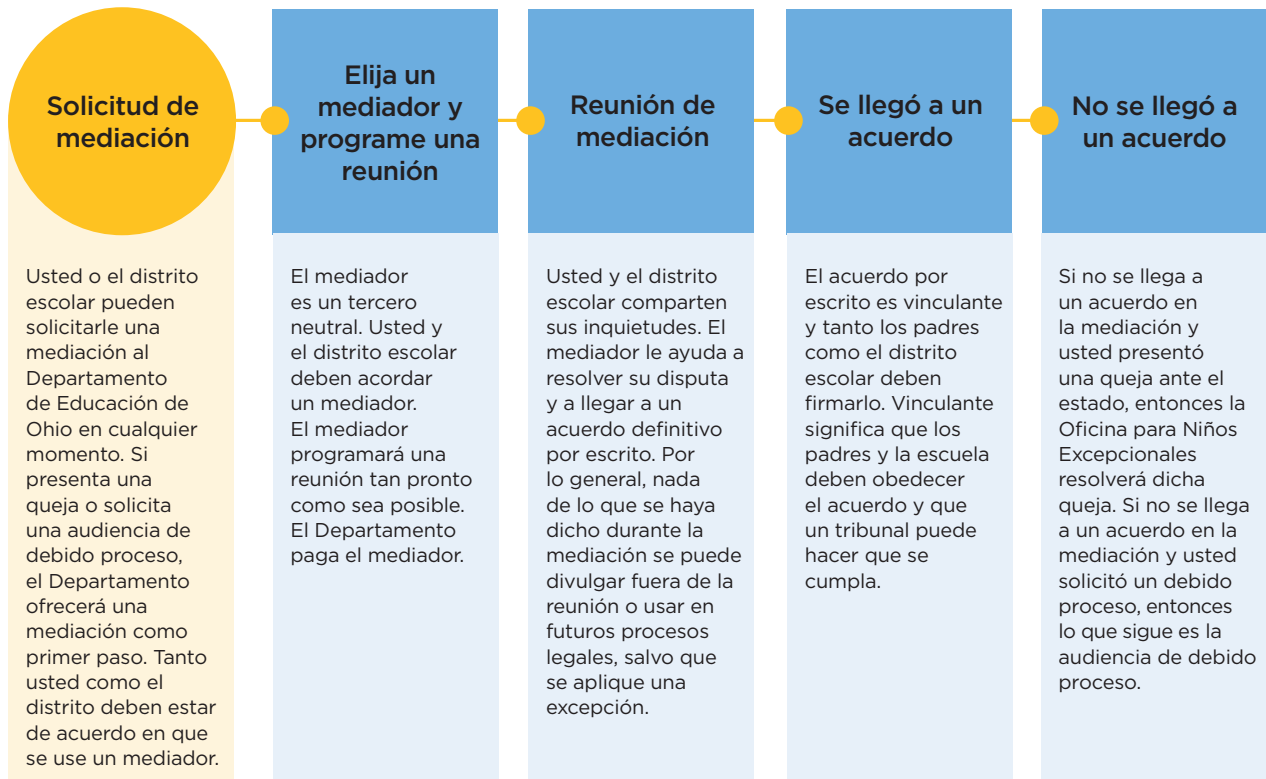 Solicitud de
mediación
Usted o el distrito
escolar pueden
solicitarle una
mediación al
Departamento
de Educación de
Ohio en cualquier
momento. Si
presenta una
queja o solicita
una audiencia de
debido proceso,
el Departamento
ofrecerá una
mediación como
primer paso. Tanto
usted como el
distrito deben estar
de acuerdo en que
se use un mediador.
Elija un
mediador y
programe una
reunión
El mediador
es un tercero
neutral. Usted y
el distrito escolar
deben acordar
un mediador.
El mediador
programará una
reunión tan pronto
como sea posible.
El Departamento
paga el mediador.
Reunión de
mediación
Usted y el distrito
escolar comparten
sus inquietudes. El
mediador le ayuda a
resolver su disputa
y a llegar a un
acuerdo definitivo
por escrito. Por
lo general, nada
de lo que se haya
dicho durante la
mediación se puede
divulgar fuera de la
reunión o usar en
futuros procesos
legales, salvo que
se aplique una
excepción.
Se llegó a un
acuerdo
El acuerdo por
escrito es vinculante
y tanto los padres
como el distrito
escolar deben
firmarlo. Vinculante
significa que los
padres y la escuela
deben obedecer
el acuerdo y que
un tribunal puede
hacer que se
cumpla.
No se llegó a
un acuerdo
Si no se llega a
un acuerdo en
la mediación y
usted presentó
una queja ante el
estado, entonces la
Oficina para Niños
Excepcionales
resolverá dicha
queja. Si no se llega
a un acuerdo en la
mediación y usted
solicitó un debido
proceso, entonces
lo que sigue es la
audiencia de debido
proceso.